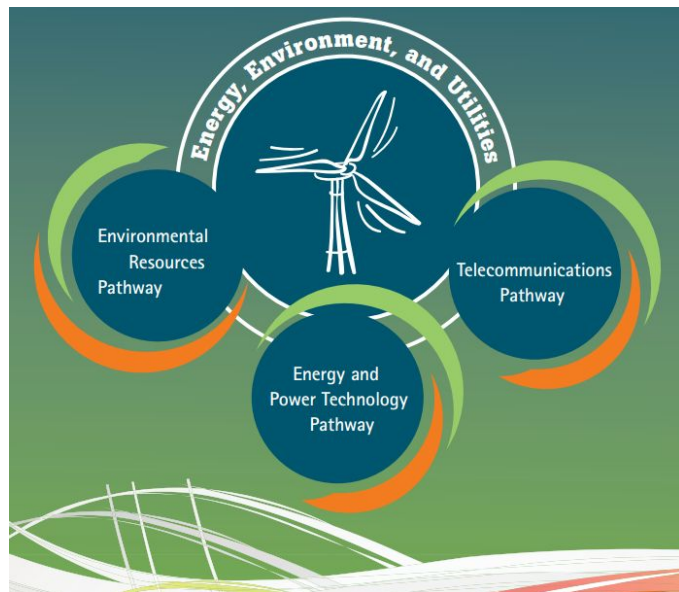 Energy, Environment, and Utilities
Environmental
Resources
Pathway
Telecommunications
Pathway
Energy and
Power Technology
Pathway